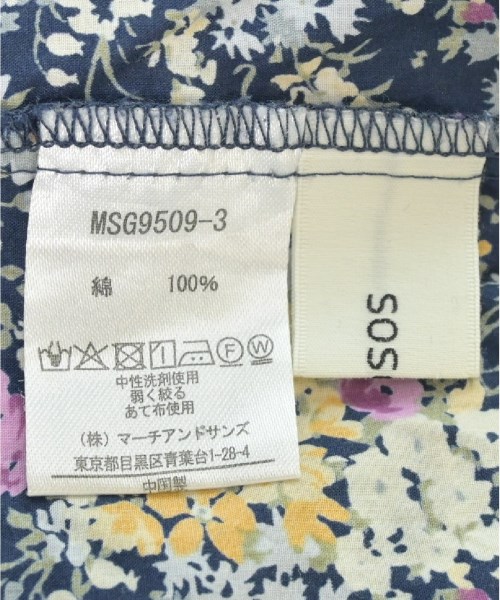 MSG9509-3
綿 100%
中性洗剤使用
弱く絞る
あて布使用
(株) マーチアンドサンズ
東京都目黒区青葉台1-28-4
中国製
SOS